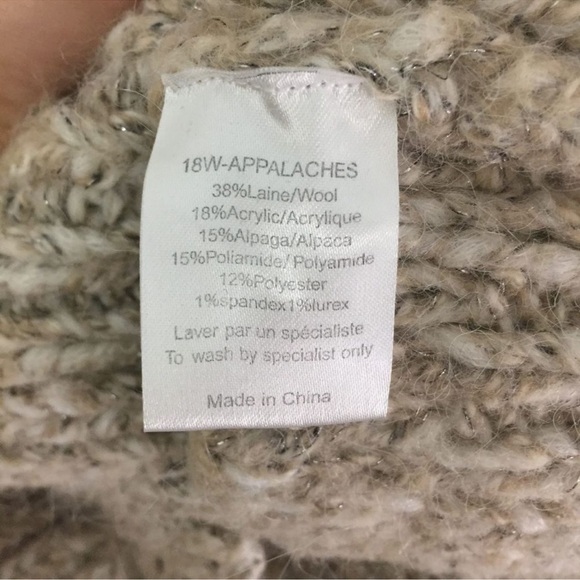 18W-APPALACHES
38%Laine/Wool
18%Acrylic/Acrylique
15%Alpaga/Alpaca
15%Poliamide/Polyamide
12%Polyester
1%spandex1%lurex
Laver par un spécialiste
To wash by specialist only
Made in China